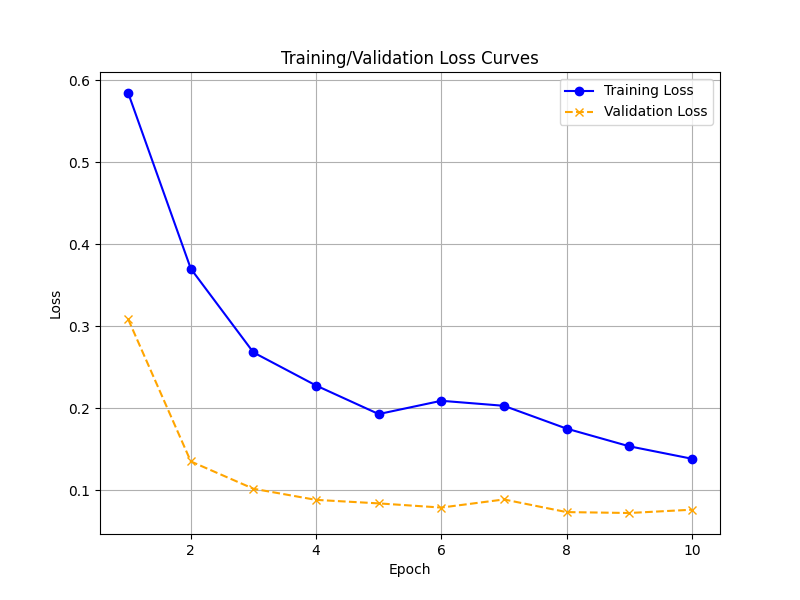 Training/Validation Loss Curves
Training Loss
Validation Loss
0.6
0.5
0.4
0.3
0.2
0.1
Loss
2 4 6 8 10
Epoch